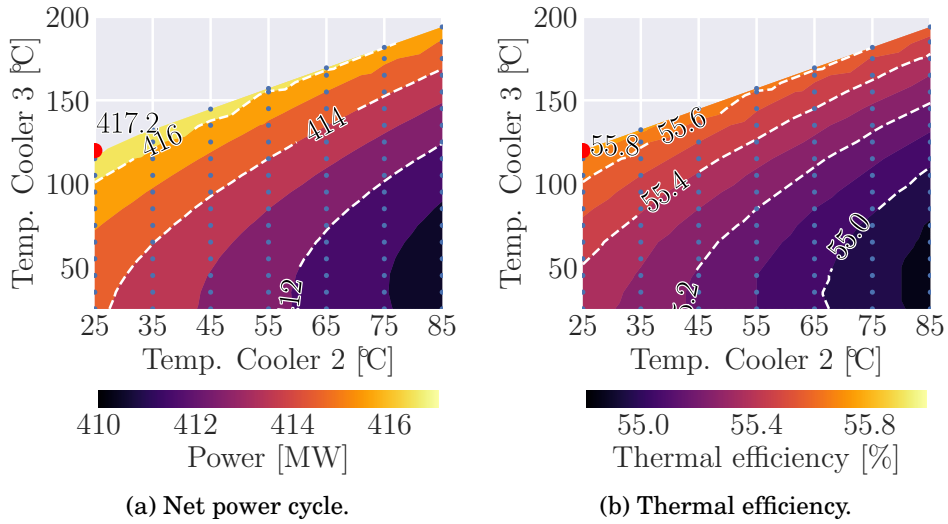 200
150
100
50
Temp. Cooler 3 [°C]
417.2
416
414
12
25 35 45 55 65 75 85
Temp. Cooler 2 [°C]
410 412 414 416
Power [MW]
(a) Net power cycle.
200
150
100
50
Temp. Cooler 3 [°C]
55.8
55.6
55.4
55.0
5.2
25 35 45 55 65 75 85
Temp. Cooler 2 [°C]
55.0 55.4 55.8
Thermal efficiency [%]
(b) Thermal efficiency.